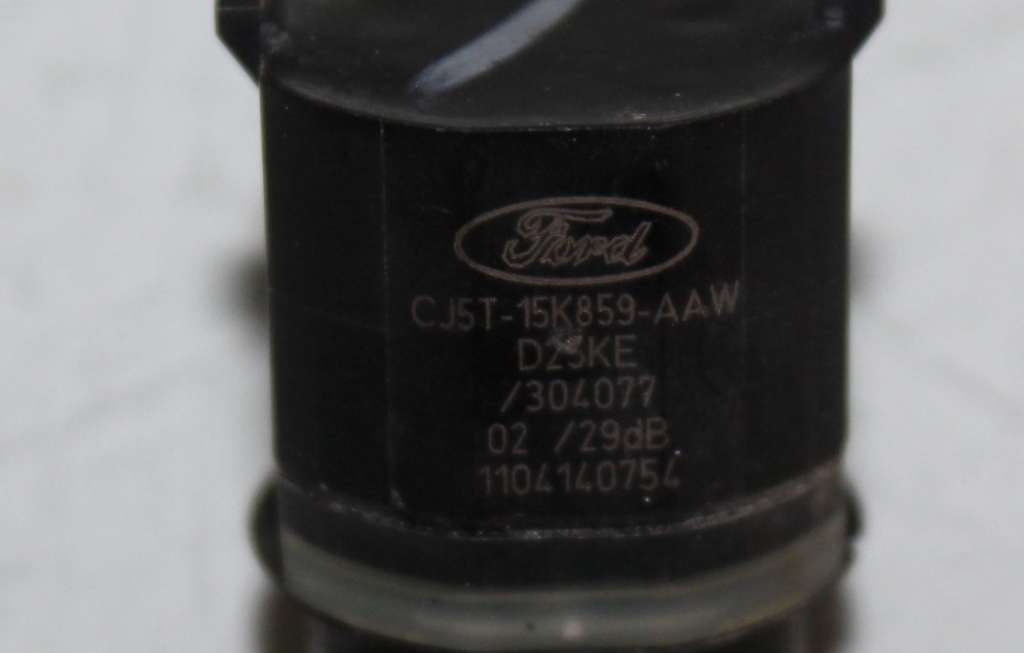 Ford
CJ5T-15K859-AAW
D23KE
/304077
02 /29dB
1104140754